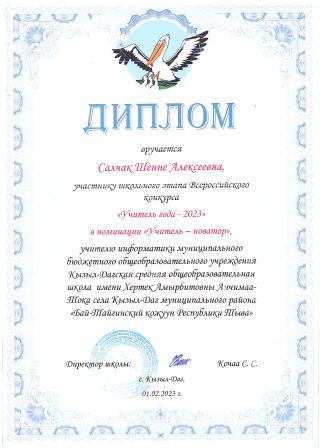 ДИПЛОМ
вручается
Салчак Шенне Алексеевна,
участнику школьного этапа Всероссийского
конкурса
«Учитель года - 2023»
в номинации «Учитель – новатор»,
учителю информатики муниципального
бюджетного общеобразовательного учреждения
Кызыл-Дагская средняя общеобразовательная
школа имени Хертек Амырбитовны Анчимаа-
Тока села Кызыл-Даг муниципального района
«Бай-Тайгинский кожуун Республики Тыва»
Директор школы: Кочаа С. С.
с. Кызыл-Даг,
01.02.2023 г.